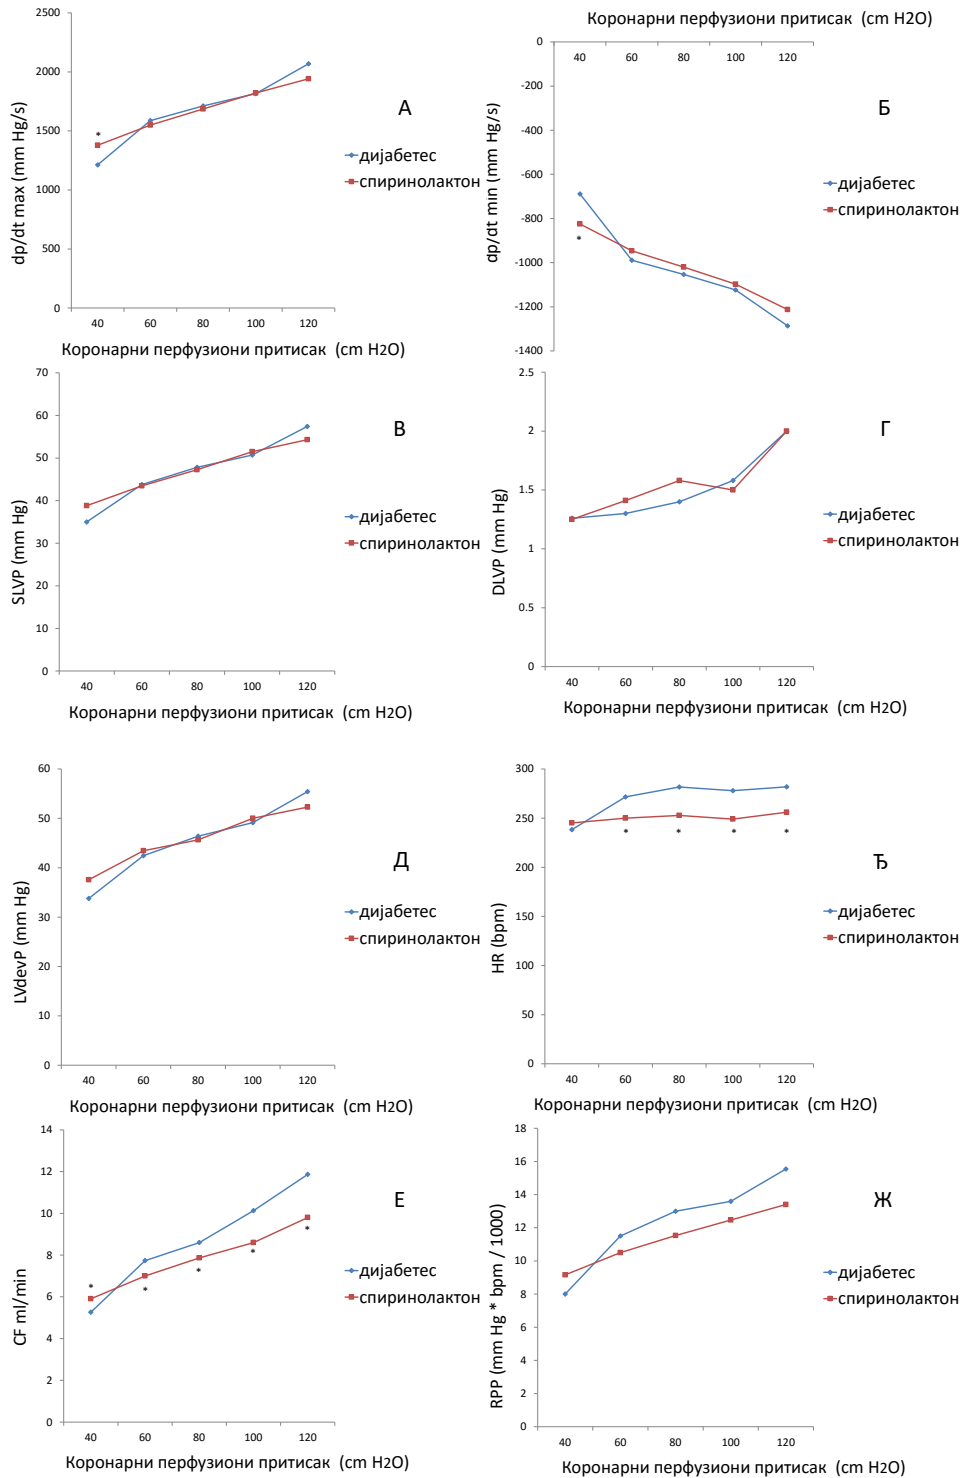 2500
2000
1500
1000
500
0
dp/dt max (mm Hg/s)
*
А
дијабетес
спиринолактон
40 60 80 100 120
Коронарни перфузиони притисак (cm H2O)
Коронарни перфузиони притисак (cm H2O)
40 60 80 100 120
0
-200
-400
-600
-800
-1000
-1200
-1400
dp/dt min (mm Hg/s)
*
Б
дијабетес
спиринолактон
70
60
50
40
30
20
10
0
SLVP (mm Hg)
В
дијабетес
спиринолактон
40 60 80 100 120
Коронарни перфузиони притисак (cm H2O)
2.5
2
1.5
1
0.5
0
DLVP (mm Hg)
Г
дијабетес
спиринолактон
40 60 80 100 120
Коронарни перфузиони притисак (cm H2O)
60
50
40
30
20
10
0
LVdevP (mm Hg)
Д
дијабетес
спиринолактон
40 60 80 100 120
Коронарни перфузиони притисак (cm H2O)
300
250
200
150
100
50
0
HR (bpm)
* * * *
Ђ
дијабетес
спиринолактон
40 60 80 100 120
Коронарни перфузиони притисак (cm H2O)
14
12
10
8
6
4
2
0
CF ml/min
* * * * *
Е
дијабетес
спиринолактон
40 60 80 100 120
Коронарни перфузиони притисак (cm H2O)
18
16
14
12
10
8
6
4
2
0
RPP (mm Hg * bpm / 1000)
Ж
дијабетес
спиринолактон
40 60 80 100 120
Коронарни перфузиони притисак (cm H2O)